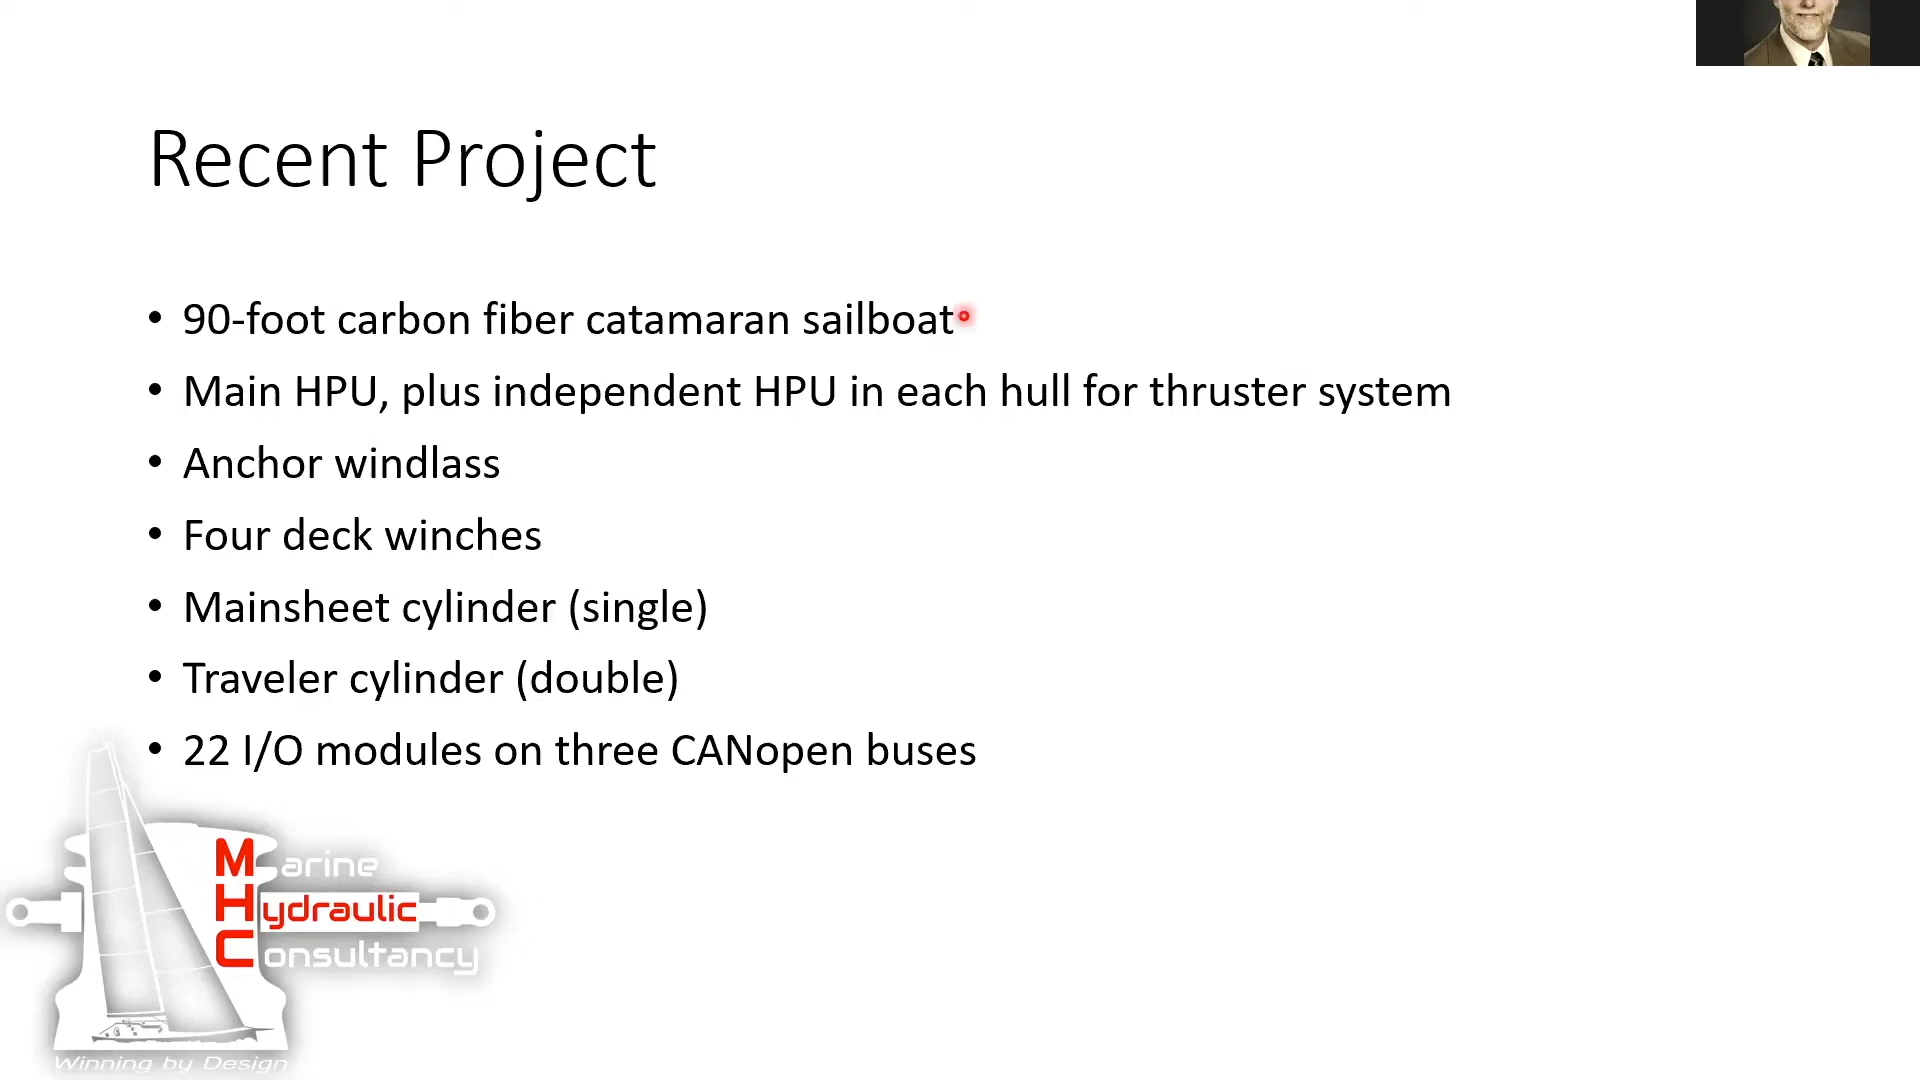 Recent Project
• 90-foot carbon fiber catamaran sailboat
• Main HPU, plus independent HPU in each hull for thruster system
• Anchor windlass
• Four deck winches
• Mainsheet cylinder (single)
• Traveler cylinder (double)
• 22 I/O modules on three CANopen buses
Marine
Hydraulic
Consultancy
Winning by Design